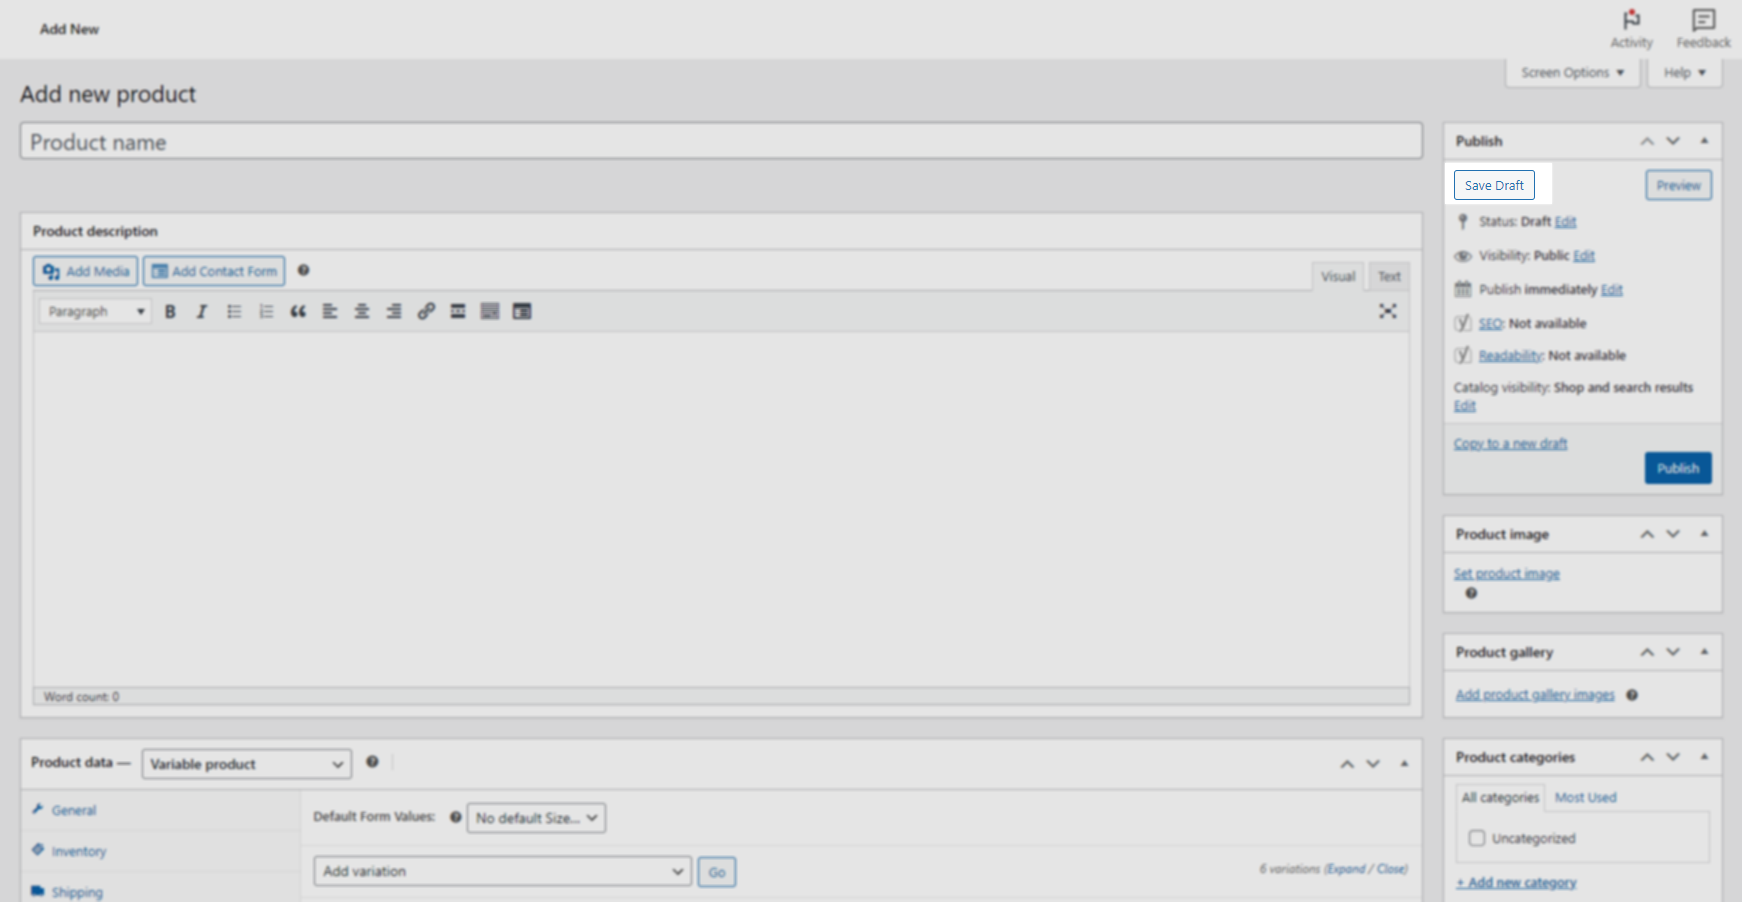 Add New
Activity
Feedback
Screen Options
Help
Add new product
Product name
Publish
Save Draft
Preview
Status: Draft Edit
Visibility: Public Edit
Publish immediately Edit
SEO: Not available
Readability: Not available
Catalog visibility: Shop and search results
Edit
Copy to a new draft
Publish
Product description
Add Media
Add Contact Form
Visual
Text
Paragraph
Word count: 0
Product image
Set product image
Product gallery
Add product gallery images
Product data — Variable product
General
Inventory
Shipping
Default Form Values: No default Size...
Add variation
Go
6 variations (Expand / Close)
Product categories
All categories
Most Used
Uncategorized
+ Add new category